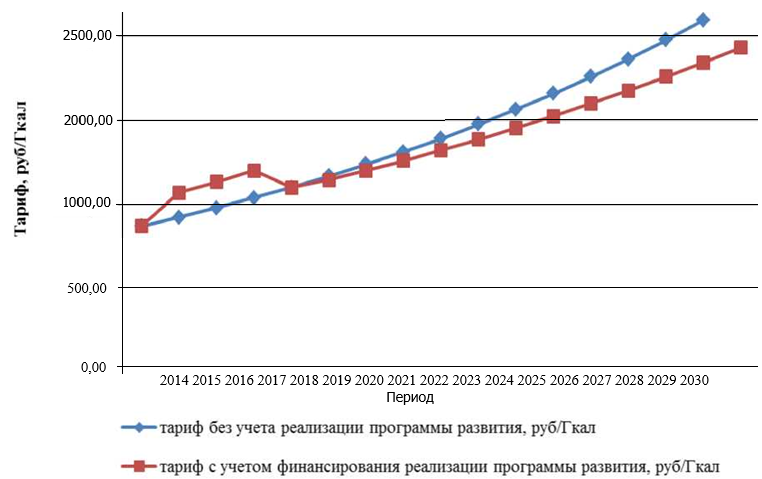 2500,00
2000,00
1000,00
500,00
0,00
Тариф, руб/Гкал
2014 2015 2016 2017 2018 2019 2020 2021 2022 2023 2024 2025 2026 2027 2028 2029 2030
Период
тариф без учета реализации программы развития, руб/Гкал
тариф с учетом финансирования реализации программы развития, руб/Гкал